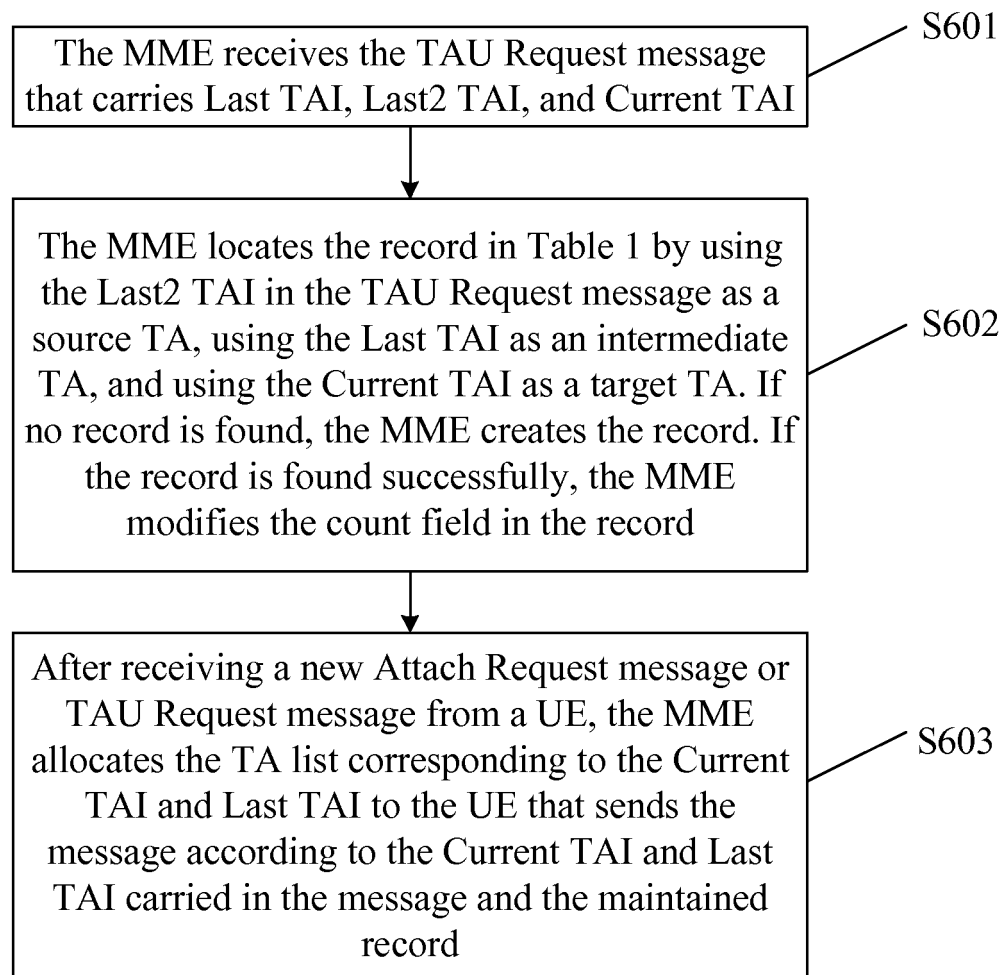 The MME receives the TAU Request message
that carries Last TAI, Last2 TAI, and Current TAI
S601
The MME locates the record in Table 1 by using
the Last2 TAI in the TAU Request message as a
source TA, using the Last TAI as an intermediate
TA, and using the Current TAI as a target TA. If
no record is found, the MME creates the record. If
the record is found successfully, the MME
modifies the count field in the record
S602
After receiving a new Attach Request message or
TAU Request message from a UE, the MME
allocates the TA list corresponding to the Current
TAI and Last TAI to the UE that sends the
message according to the Current TAI and Last
TAI carried in the message and the maintained
record
S603